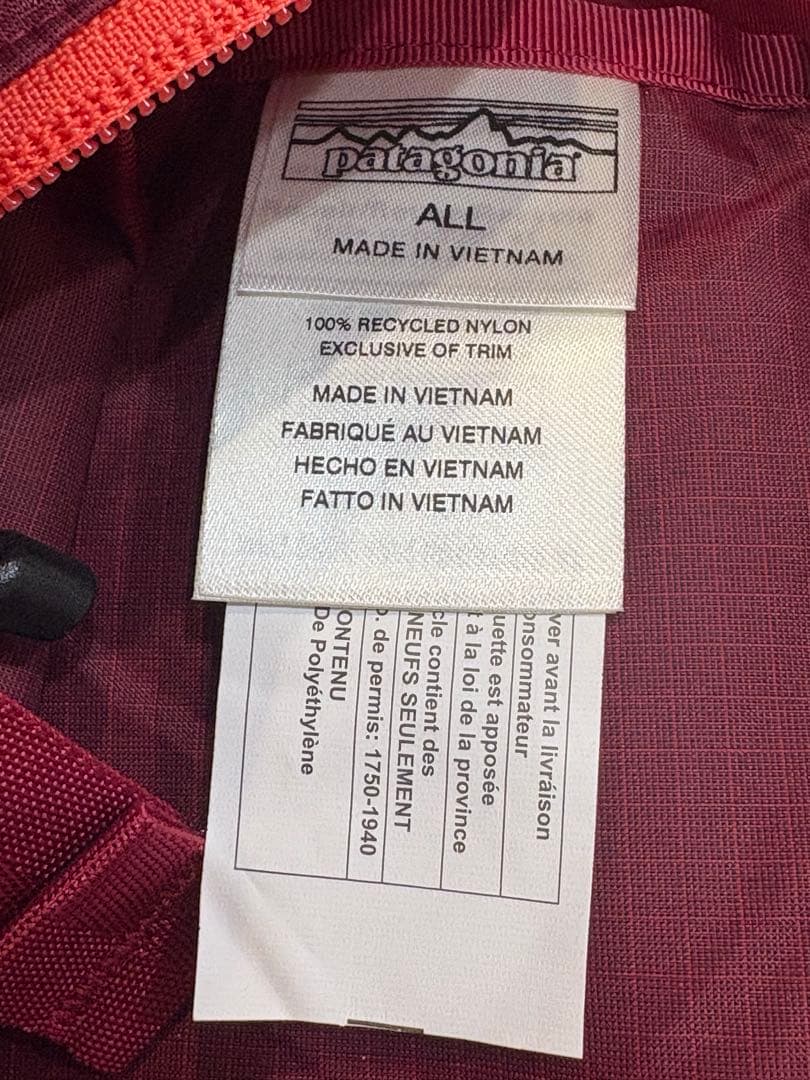 patagonia
ALL
MADE IN VIETNAM
100% RECYCLED NYLON
EXCLUSIVE OF TRIM
MADE IN VIETNAM
FABRIQUÉ AU VIETNAM
HECHO EN VIETNAM
FATTO IN VIETNAM
ver avant la livráison
onsommateur
uette est apposée
t à la loi de la province
cle contient des
NEUFS SEULEMENT
. de permis: 1750-1940
ONTENU
De Polyéthylène